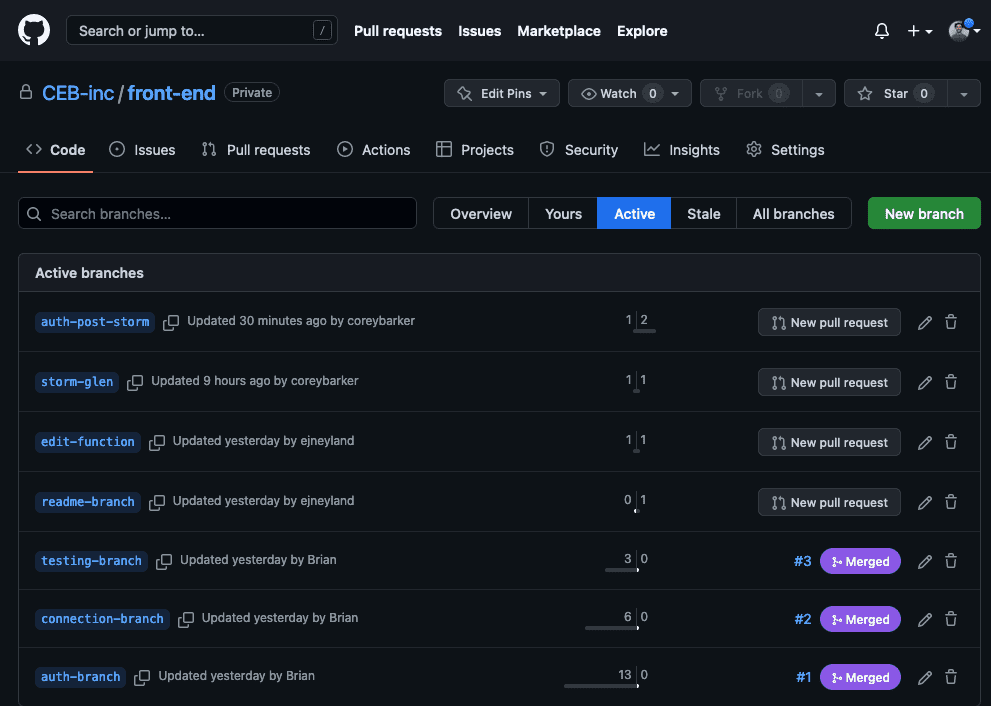 Search or jump to... / Pull requests Issues Marketplace Explore
CEB-inc / front-end Private Edit Pins Watch 0 Fork 0 Star 0
Code Issues Pull requests Actions Projects Security Insights Settings
Search branches... Overview Yours Active Stale All branches New branch
Active branches
auth-post-storm Updated 30 minutes ago by coreybarker 1 2 New pull request
storm-glen Updated 9 hours ago by coreybarker 1 1 New pull request
edit-function Updated yesterday by ejneyland 1 1 New pull request
readme-branch Updated yesterday by ejneyland 0 1 New pull request
testing-branch Updated yesterday by Brian 3 0 #3 Merged
connection-branch Updated yesterday by Brian 6 0 #2 Merged
auth-branch Updated yesterday by Brian 13 0 #1 Merged